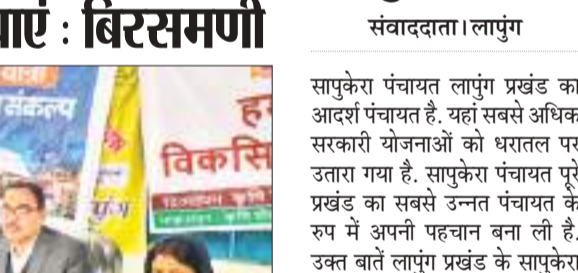 : बिरसमणी
संवाददाता। लापुंग
संकल्प
विकसि
सापुकेरा पंचायत लापुंग प्रखंड का
आदर्श पंचायत है. यहां सबसे अधिक
सरकारी योजनाओं को धरातल पर
उतारा गया है. सापुकेरा पंचायत पूरे
प्रखंड का सबसे उन्नत पंचायत के
रुप में अपनी पहचान बना ली है.
उक्त बातें लापुंग प्रखंड के सापुकेरा